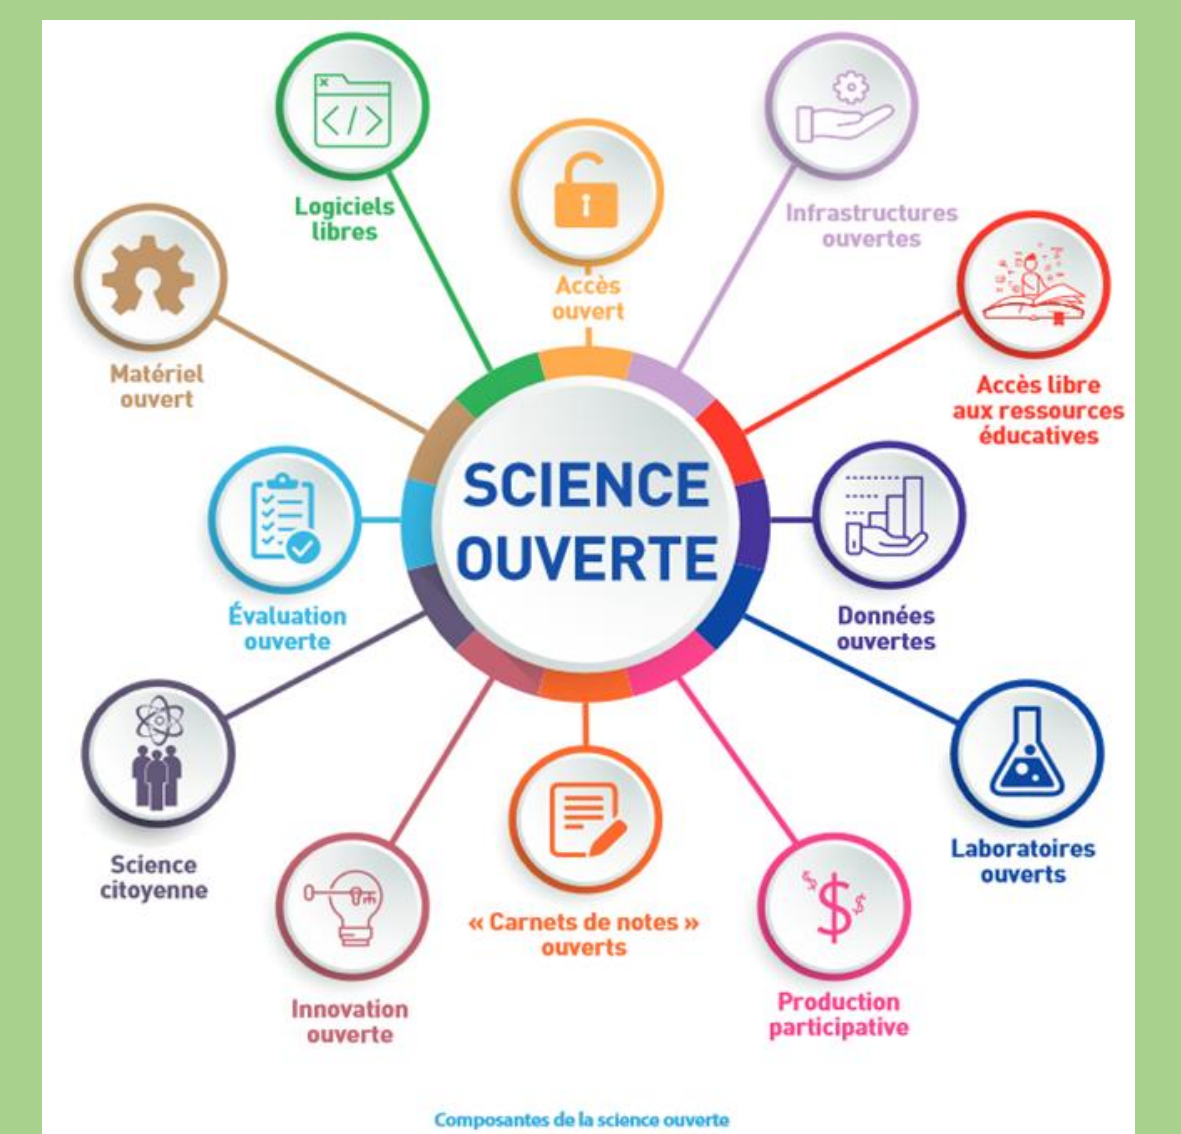 Logiciels
libres
Accès
ouvert
Infrastructures
ouvertes
Matériel
ouvert
Accès libre
aux ressources
éducatives
SCIENCE
OUVERTE
Évaluation
ouverte
Données
ouvertes
Science
citoyenne
Laboratoires
ouverts
« Carnets de notes »
ouverts
Innovation
ouverte
Production
participative
Composantes de la science ouverte